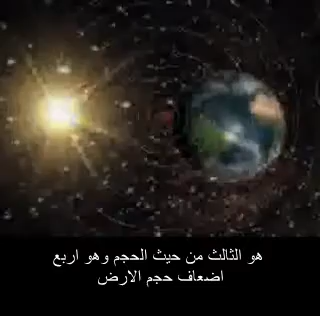 هو الثالث من حيث الحجم وهو اربع
اضعاف حجم الارض